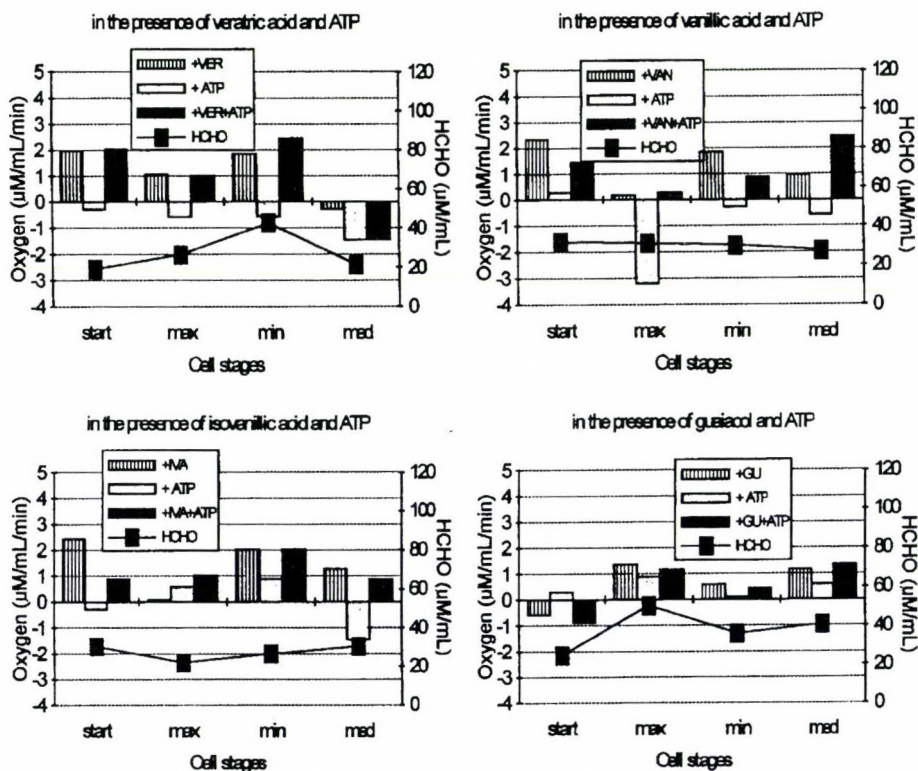 in the presence of veratric acid and ATP
+VER
+ ATP
+VER+ATP
HCHO
5
4
3
2
1
0
-1
-2
-3
-4
120
100
80
60
40
20
0
Oxygen (µM/mL/min)
HCHO (µM/mL)
start max min med
Cell stages
in the presence of vanillic acid and ATP
+VAN
+ ATP
+VAN+ATP
HCHO
5
4
3
2
1
0
-1
-2
-3
-4
120
100
80
60
40
20
0
Oxygen (µM/mL/min)
HCHO (µM/mL)
start max min med
Cell stages
in the presence of isovanillic acid and ATP
+IVA
+ ATP
+IVA+ATP
HCHO
5
4
3
2
1
0
-1
-2
-3
-4
120
100
80
60
40
20
0
Oxygen (µM/mL/min)
HCHO (µM/mL)
start max min med
Cell stages
in the presence of guaiacol and ATP
+GU
+ ATP
+GU+ATP
HCHO
5
4
3
2
1
0
-1
-2
-3
-4
120
100
80
60
40
20
0
Oxygen (µM/mL/min)
HCHO (µM/mL)
start max min med
Cell stages